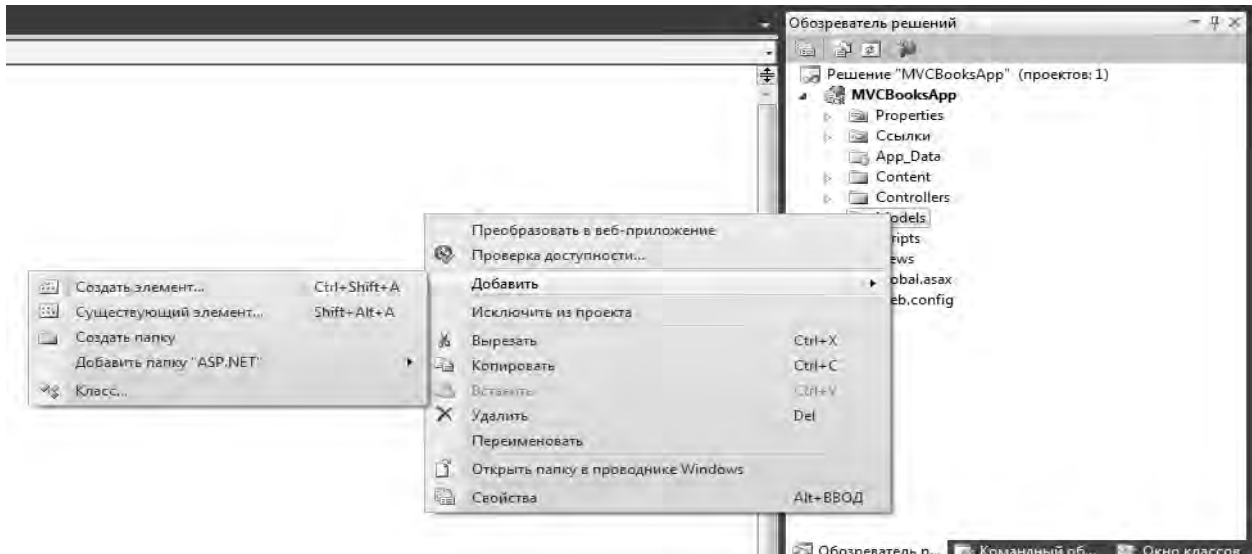 Обозреватель решений
Решение "MVCBooksApp" (проектов: 1)
MVCBooksApp
Properties
Ссылки
App_Data
Content
Controllers
odels
ripts
ews
obal.asax
eb.config
Преобразовать в веб-приложение
Проверка доступности...
Добавить
Исключить из проекта
Вырезать Ctrl+X
Копировать Ctrl+C
Вставить Ctrl+V
Удалить Del
Переименовать
Открыть папку в проводнике Windows
Свойства Alt+ВВОД
Создать элемент... Ctrl+Shift+A
Существующий элемент... Shift+Alt+A
Создать папку
Добавить папку "ASP.NET"
Класс...
Обозреватель р... Командный об... Окно классов